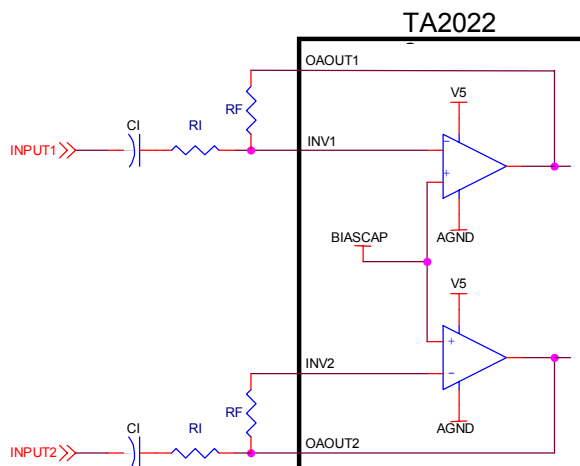 TA2022
OAOUT1
V5
RF
CI
RI
INPUT1
INV1
−
+
BIASCAP
AGND
V5
+
INV2
−
RF
CI
RI
AGND
INPUT2
OAOUT2